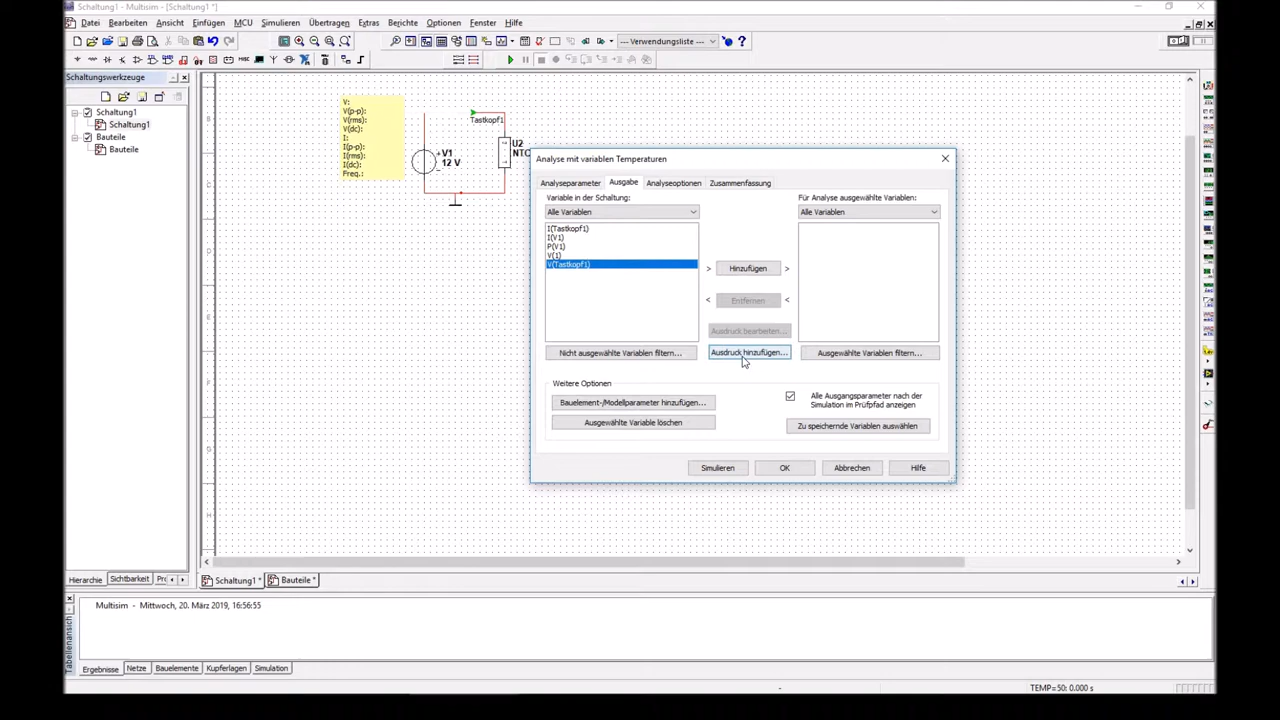 Schaltung1 - Multisim - [Schaltung1 *]
Datei Bearbeiten Ansicht Einfügen MCU Simulieren Übertragen Extras Berichte Optionen Fenster Hilfe
--- Verwendungsliste ---
Schaltungswerkzeuge
Schaltung1
Schaltung1
Bauteile
Bauteile
V:
V(p-p):
V(rms):
V(dc):
I:
I(p-p):
I(rms):
I(dc):
Freq.:
V1
12 V
Tastkopf1
U2
NTC
Analyse mit variablen Temperaturen
Analyseparameter Ausgabe Analyseoptionen Zusammenfassung
Variable in der Schaltung:
Für Analyse ausgewählte Variablen:
Alle Variablen
Alle Variablen
I(Tastkopf1)
I(V1)
P(V1)
V(1)
V(Tastkopf1)
> Hinzufügen >
< Entfernen <
Ausdruck bearbeiten...
Nicht ausgewählte Variablen filtern...
Ausdruck hinzufügen...
Ausgewählte Variablen filtern...
Weitere Optionen
Bauelement-/Modellparameter hinzufügen...
Ausgewählte Variable löschen
Alle Ausgangsparameter nach der
Simulation im Prüfpfad anzeigen
Zu speichernde Variablen auswählen
Simulieren OK Abbrechen Hilfe
B
C
D
E
F
G
H
Hierarchie Sichtbarkeit
Schaltung1 * Bauteile *
Multisim - Mittwoch, 20. März 2019, 16:56:55
Tabellenansicht
Ergebnisse Netze Bauelemente Kupferlagen Simulation
TEMP=50: 0.000 s